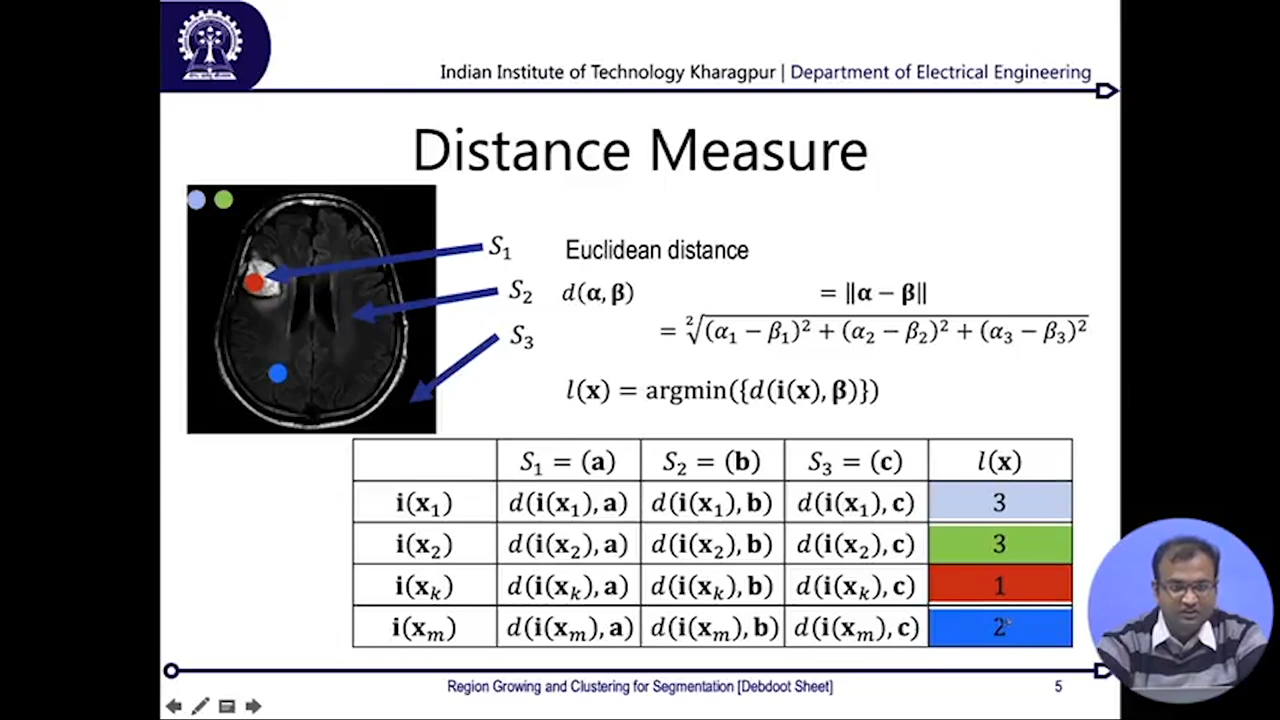 Indian Institute of Technology Kharagpur | Department of Electrical Engineering
Distance Measure
S₁ Euclidean distance
S₂ d(α, β) = ‖α − β‖
S₃ = ²√(α₁ − β₁)² + (α₂ − β₂)² + (α₃ − β₃)²
l(x) = argmin({d(i(x), β)})
S₁ = (a) S₂ = (b) S₃ = (c) l(x)
i(x₁) d(i(x₁), a) d(i(x₁), b) d(i(x₁), c) 3
i(x₂) d(i(x₂), a) d(i(x₂), b) d(i(x₂), c) 3
i(xₖ) d(i(xₖ), a) d(i(xₖ), b) d(i(xₖ), c) 1
i(xₘ) d(i(xₘ), a) d(i(xₘ), b) d(i(xₘ), c) 2
Region Growing and Clustering for Segmentation [Debdoot Sheet] 5